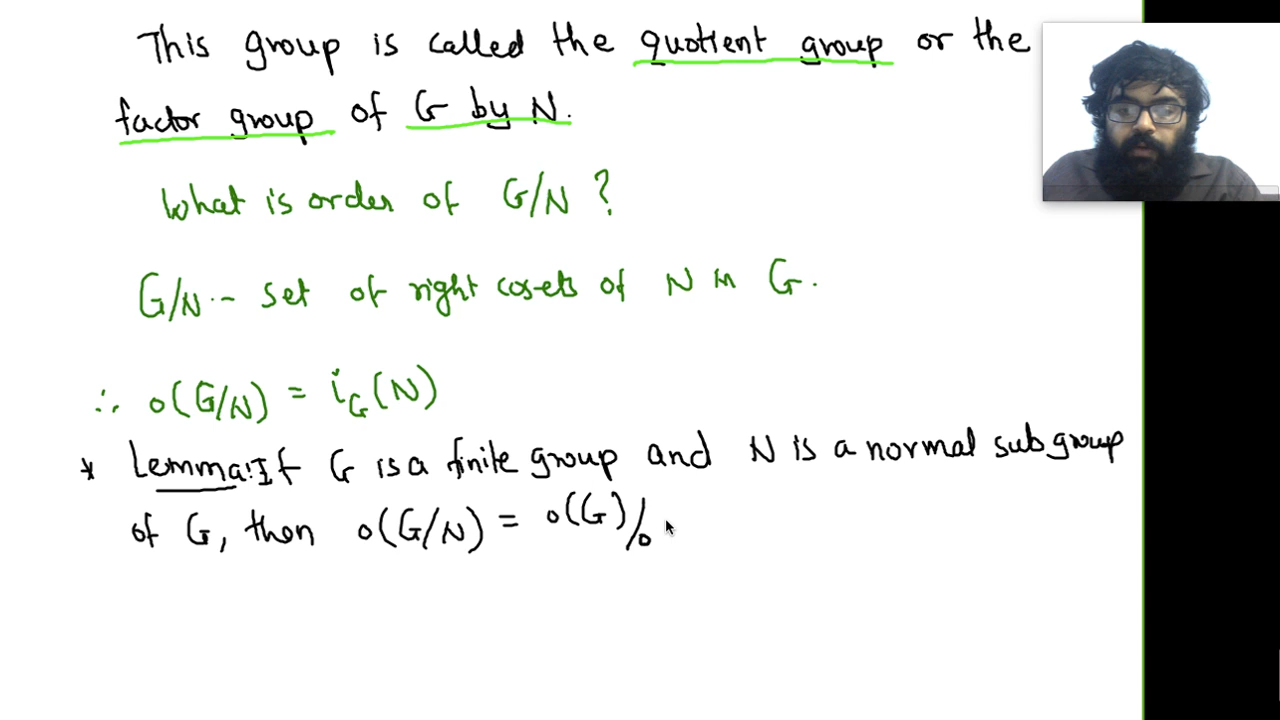 This group is called the quotient group or the
factor group of G by N.
What is order of G/N ?
G/N :- set of right cosets of N in G.
∴ o(G/N) = i_G(N)
* Lemma: If G is a finite group and N is a normal subgroup
of G, then o(G/N) = o(G)/o